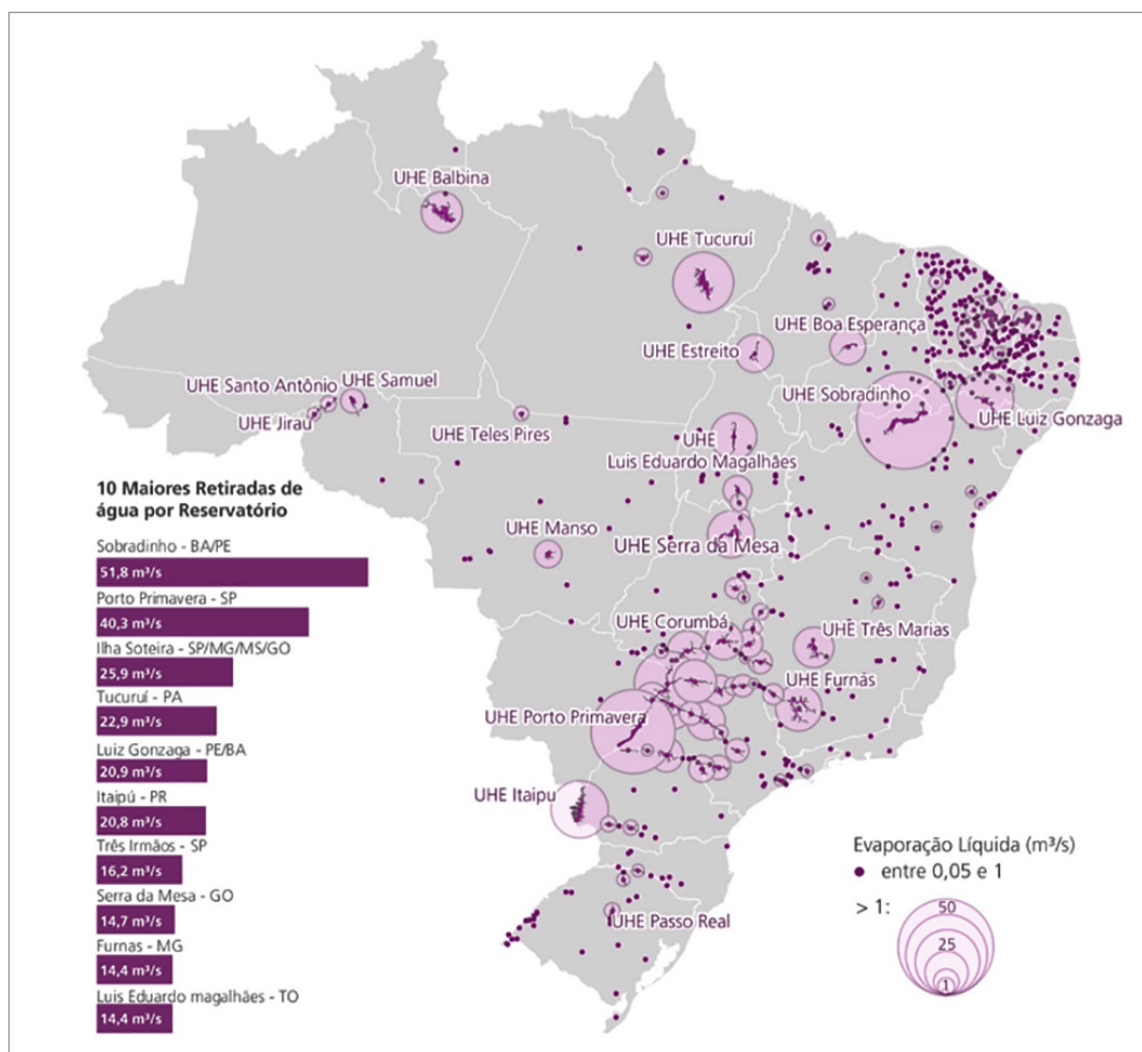 UHE Balbina
UHE Tucuruí
UHE Boa Esperança
UHE Estreito
UHE Santo Antônio
UHE Samuel
UHE Jirau
UHE Teles Pires
UHE Sobradinho
UHE Luiz Gonzaga
UHE
Luis Eduardo Magalhães
UHE Manso
UHE Serra da Mesa
UHE Corumbá
UHE Três Marias
UHE Furnas
UHE Porto Primavera
UHE Itaipu
UHE Passo Real
10 Maiores Retiradas de
água por Reservatório
Sobradinho - BA/PE
51,8 m³/s
Porto Primavera - SP
40,3 m³/s
Ilha Soteira - SP/MG/MS/GO
25,9 m³/s
Tucuruí - PA
22,9 m³/s
Luiz Gonzaga - PE/BA
20,9 m³/s
Itaipú - PR
20,8 m³/s
Três Irmãos - SP
16,2 m³/s
Serra da Mesa - GO
14,7 m³/s
Furnas - MG
14,4 m³/s
Luis Eduardo magalhães - TO
14,4 m³/s
Evaporação Líquida (m³/s)
entre 0,05 e 1
> 1:
50
25
1